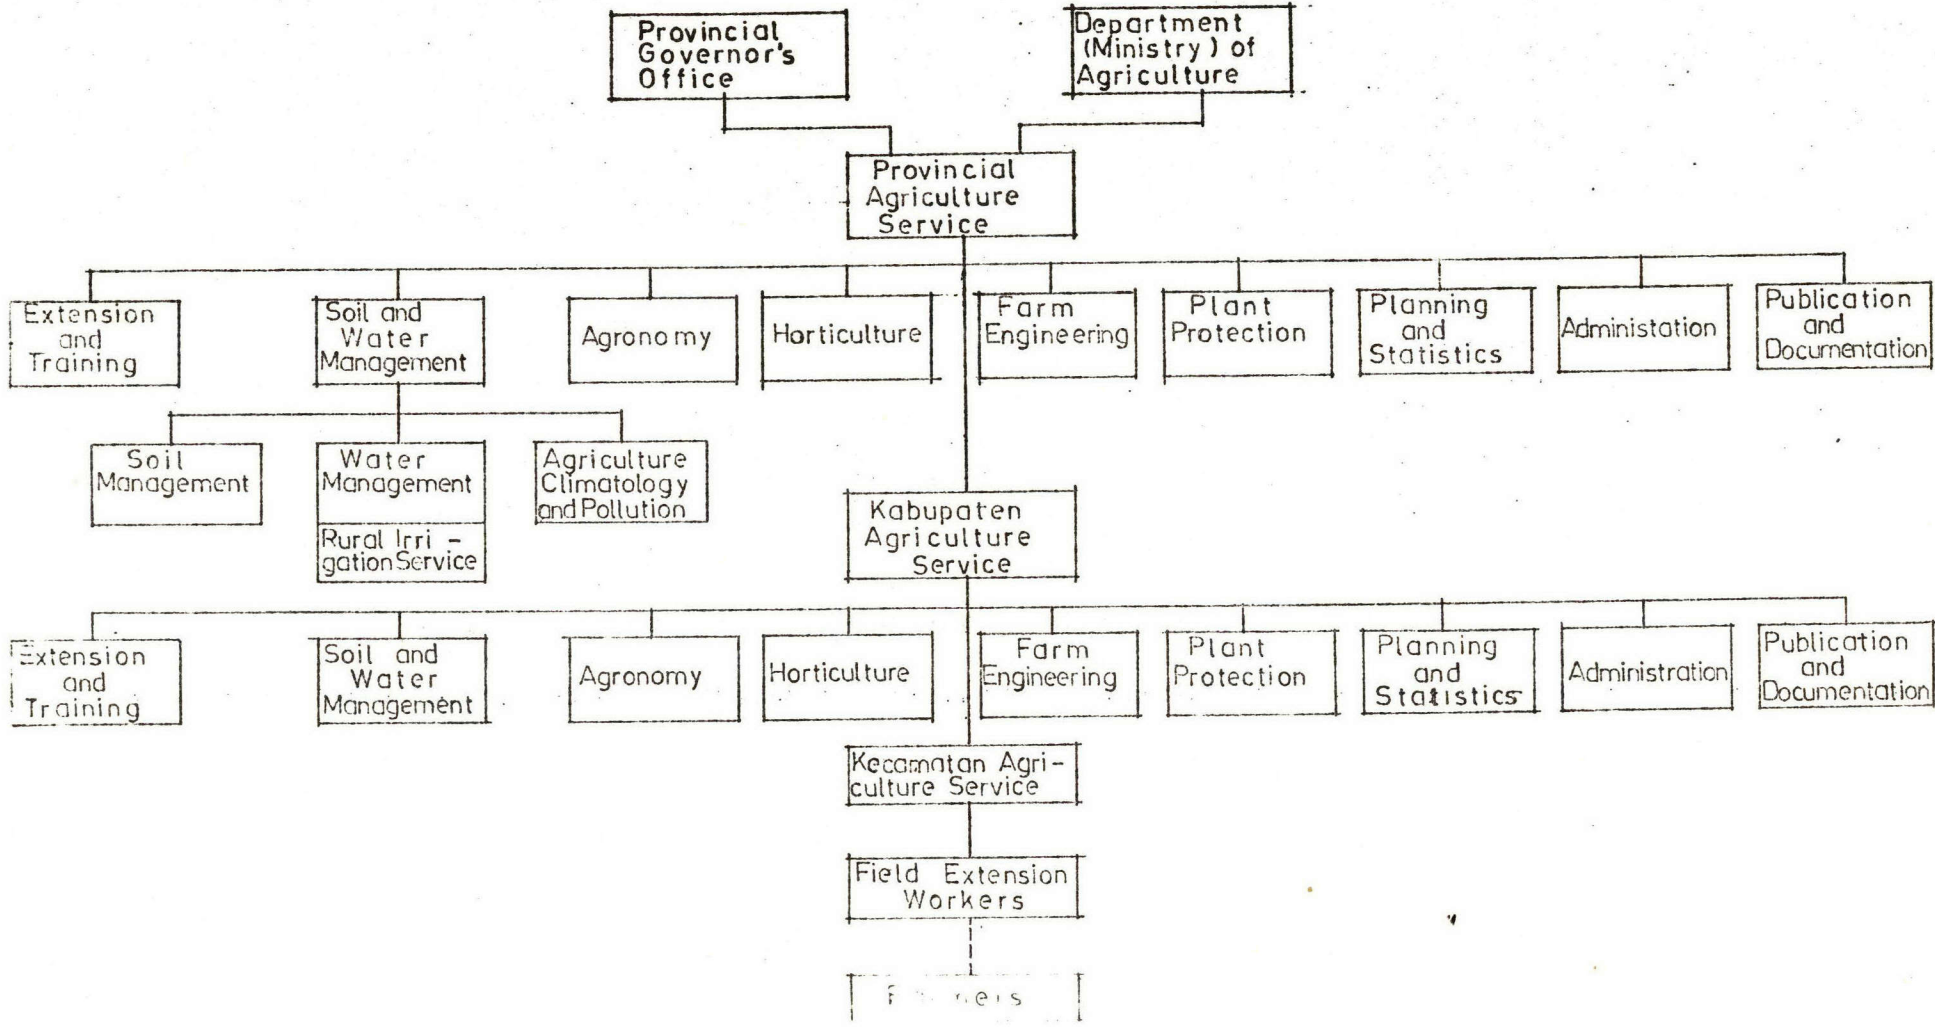 Provincial
Governor's
Office
Department
(Ministry) of
Agriculture
Provincial
Agriculture
Service
Extension
and
Training
Soil and
Water
Management
Agronomy
Horticulture
Farm
Engineering
Plant
Protection
Planning
and
Statistics
Administation
Publication
and
Documentation
Soil
Management
Water
Management
Rural Irri -
gation Service
Agriculture
Climatology
and Pollution
Kabupaten
Agriculture
Service
Extension
and
Training
Soil and
Water
Management
Agronomy
Horticulture
Farm
Engineering
Plant
Protection
Planning
and
Statistics
Administration
Publication
and
Documentation
Kecamatan Agri-
culture Service
Field Extension
Workers